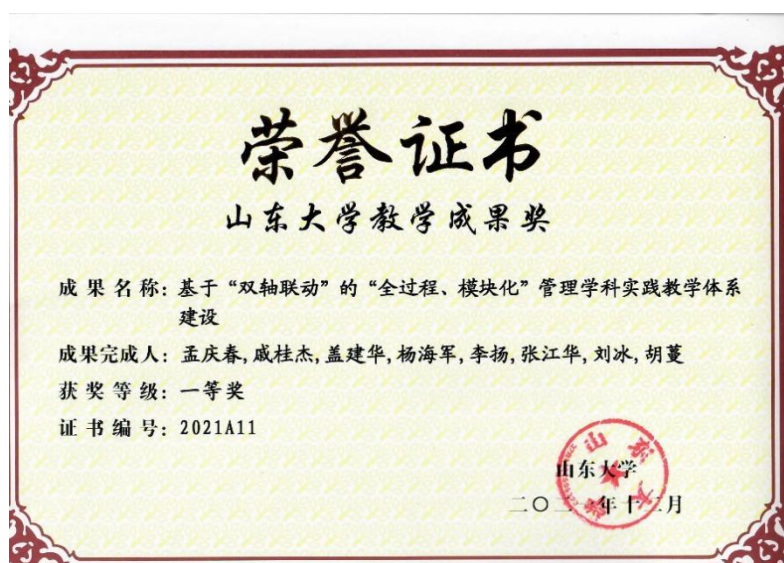 荣誉证书
山东大学教学成果奖
成果名称：基于“双轴联动”的“全过程、模块化”管理学科实践教学体系
建设
成果完成人：孟庆春,戚桂杰,盖建华,杨海军,李扬,张江华,刘冰,胡蔓
获奖等级：一等奖
证书编号：2021A11
山东大学
二〇二 年十二月